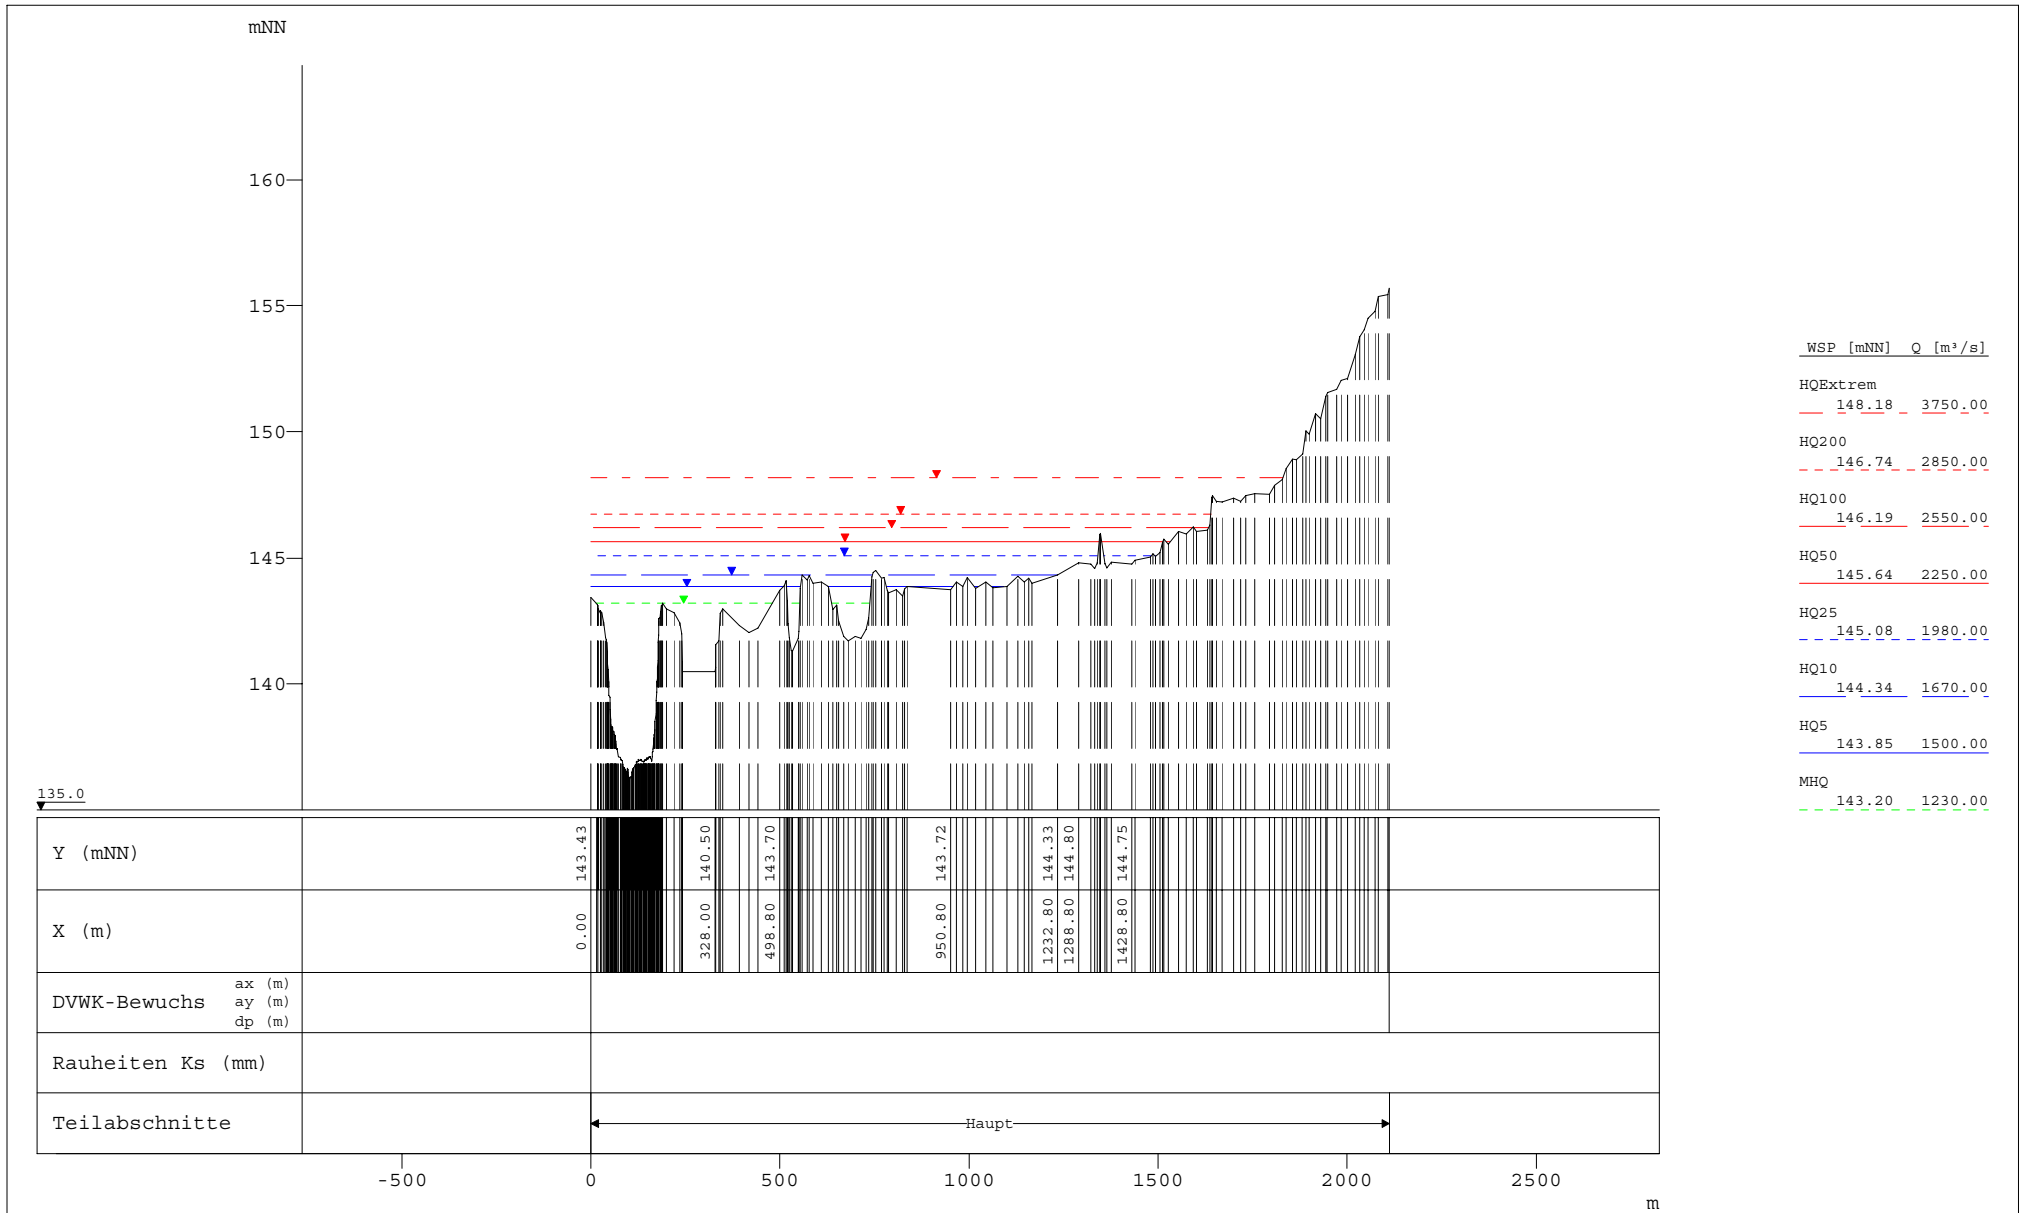 mNN
160
155
150
145
140
135.0
WSP [mNN] Q [m³/s]
HQExtrem
148.18 3750.00
HQ200
146.74 2850.00
HQ100
146.19 2550.00
HQ50
145.64 2250.00
HQ25
145.08 1980.00
HQ10
144.34 1670.00
HQ5
143.85 1500.00
MHQ
143.20 1230.00
Y (mNN)
143.43
140.50
143.70
143.72
144.33
144.80
144.75
X (m)
0.00
328.00
498.80
950.80
1232.80
1288.80
1428.80
DVWK-Bewuchs
ax (m)
ay (m)
dp (m)
Rauheiten Ks (mm)
Teilabschnitte
Haupt
-500 0 500 1000 1500 2000 2500
m